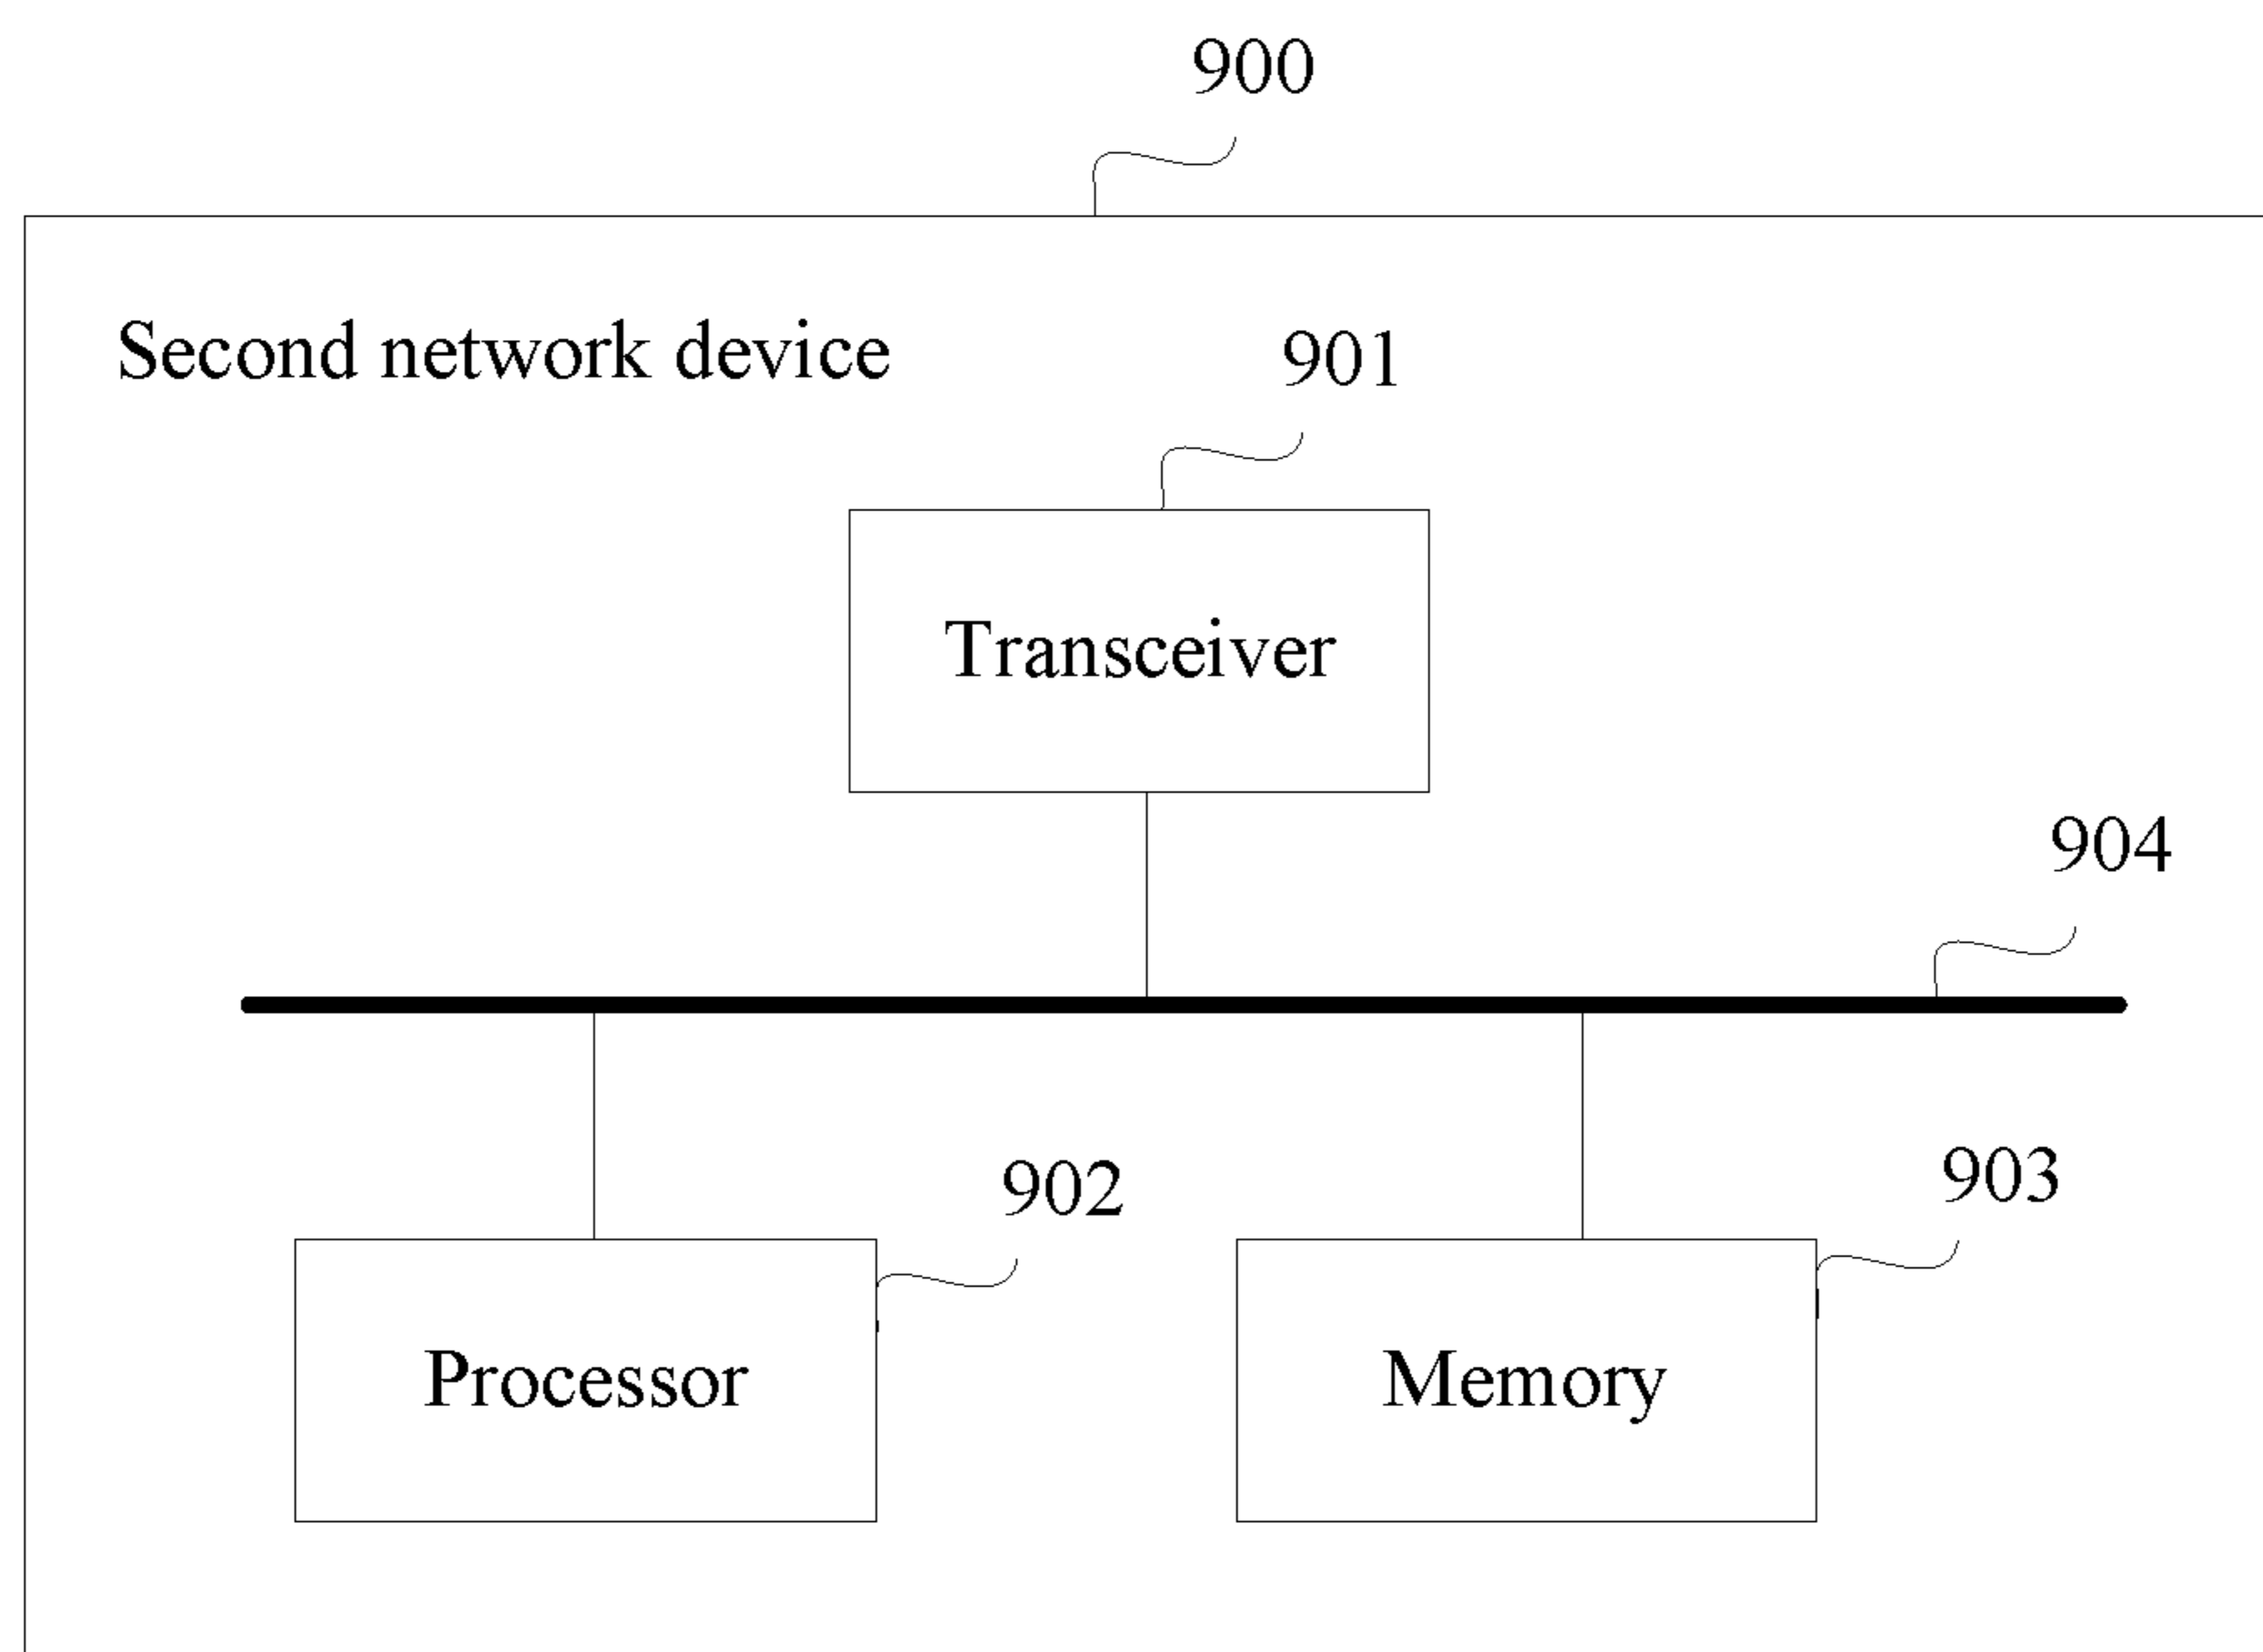 900
Second network device
901
Transceiver
904
902
903
Processor
Memory